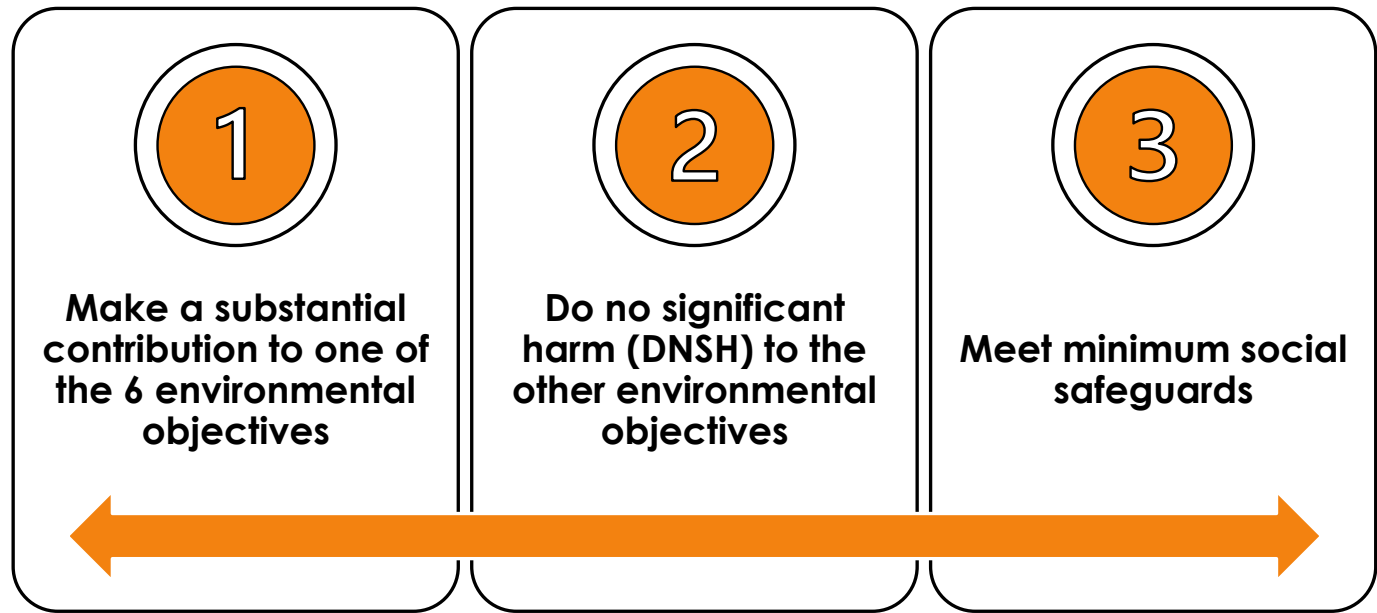 1
Make a substantial
contribution to one of
the 6 environmental
objectives
2
Do no significant
harm (DNSH) to the
other environmental
objectives
3
Meet minimum social
safeguards